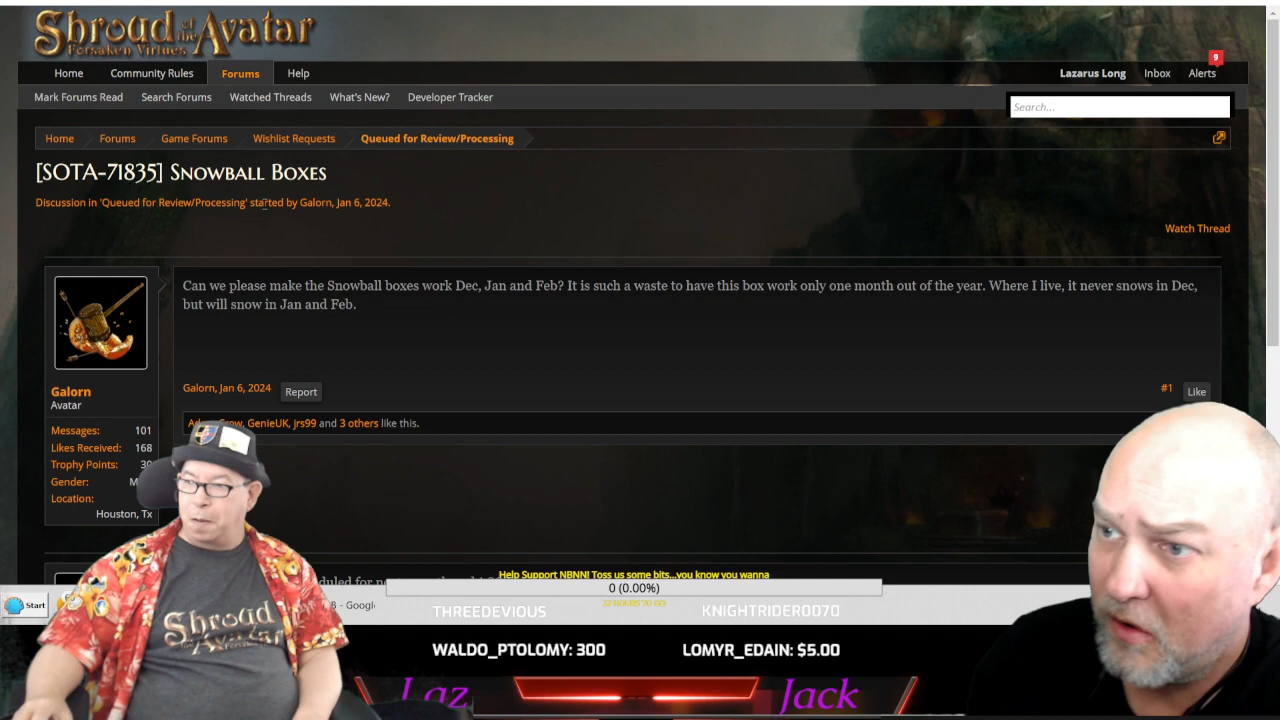 Shroud of the Avatar
Forsaken Virtues
Home Community Rules Forums Help
Lazarus Long Inbox Alerts 9
Mark Forums Read Search Forums Watched Threads What's New? Developer Tracker
Search...
Home Forums Game Forums Wishlist Requests Queued for Review/Processing
[SOTA-71835] Snowball Boxes
Discussion in 'Queued for Review/Processing' started by Galorn, Jan 6, 2024.
Watch Thread
Can we please make the Snowball boxes work Dec, Jan and Feb? It is such a waste to have this box work only one month out of the year. Where I live, it never snows in Dec,
but will snow in Jan and Feb.
Galorn, Jan 6, 2024 Report
#1 Like
GenieUK, jrs99 and 3 others like this.
Galorn
Avatar
Messages: 101
Likes Received: 168
Trophy Points: 30
Gender:
Location:
Houston, Tx
Help Support NBNN! Toss us some bits...you know you wanna
0 (0.00%)
Start
THREEDEVIOUS KNIGHTRIDER0070
WALDO_PTOLOMY: 300 LOMYR_EDAIN: $5.00
Shroud
of the Avatar
Laz Jack